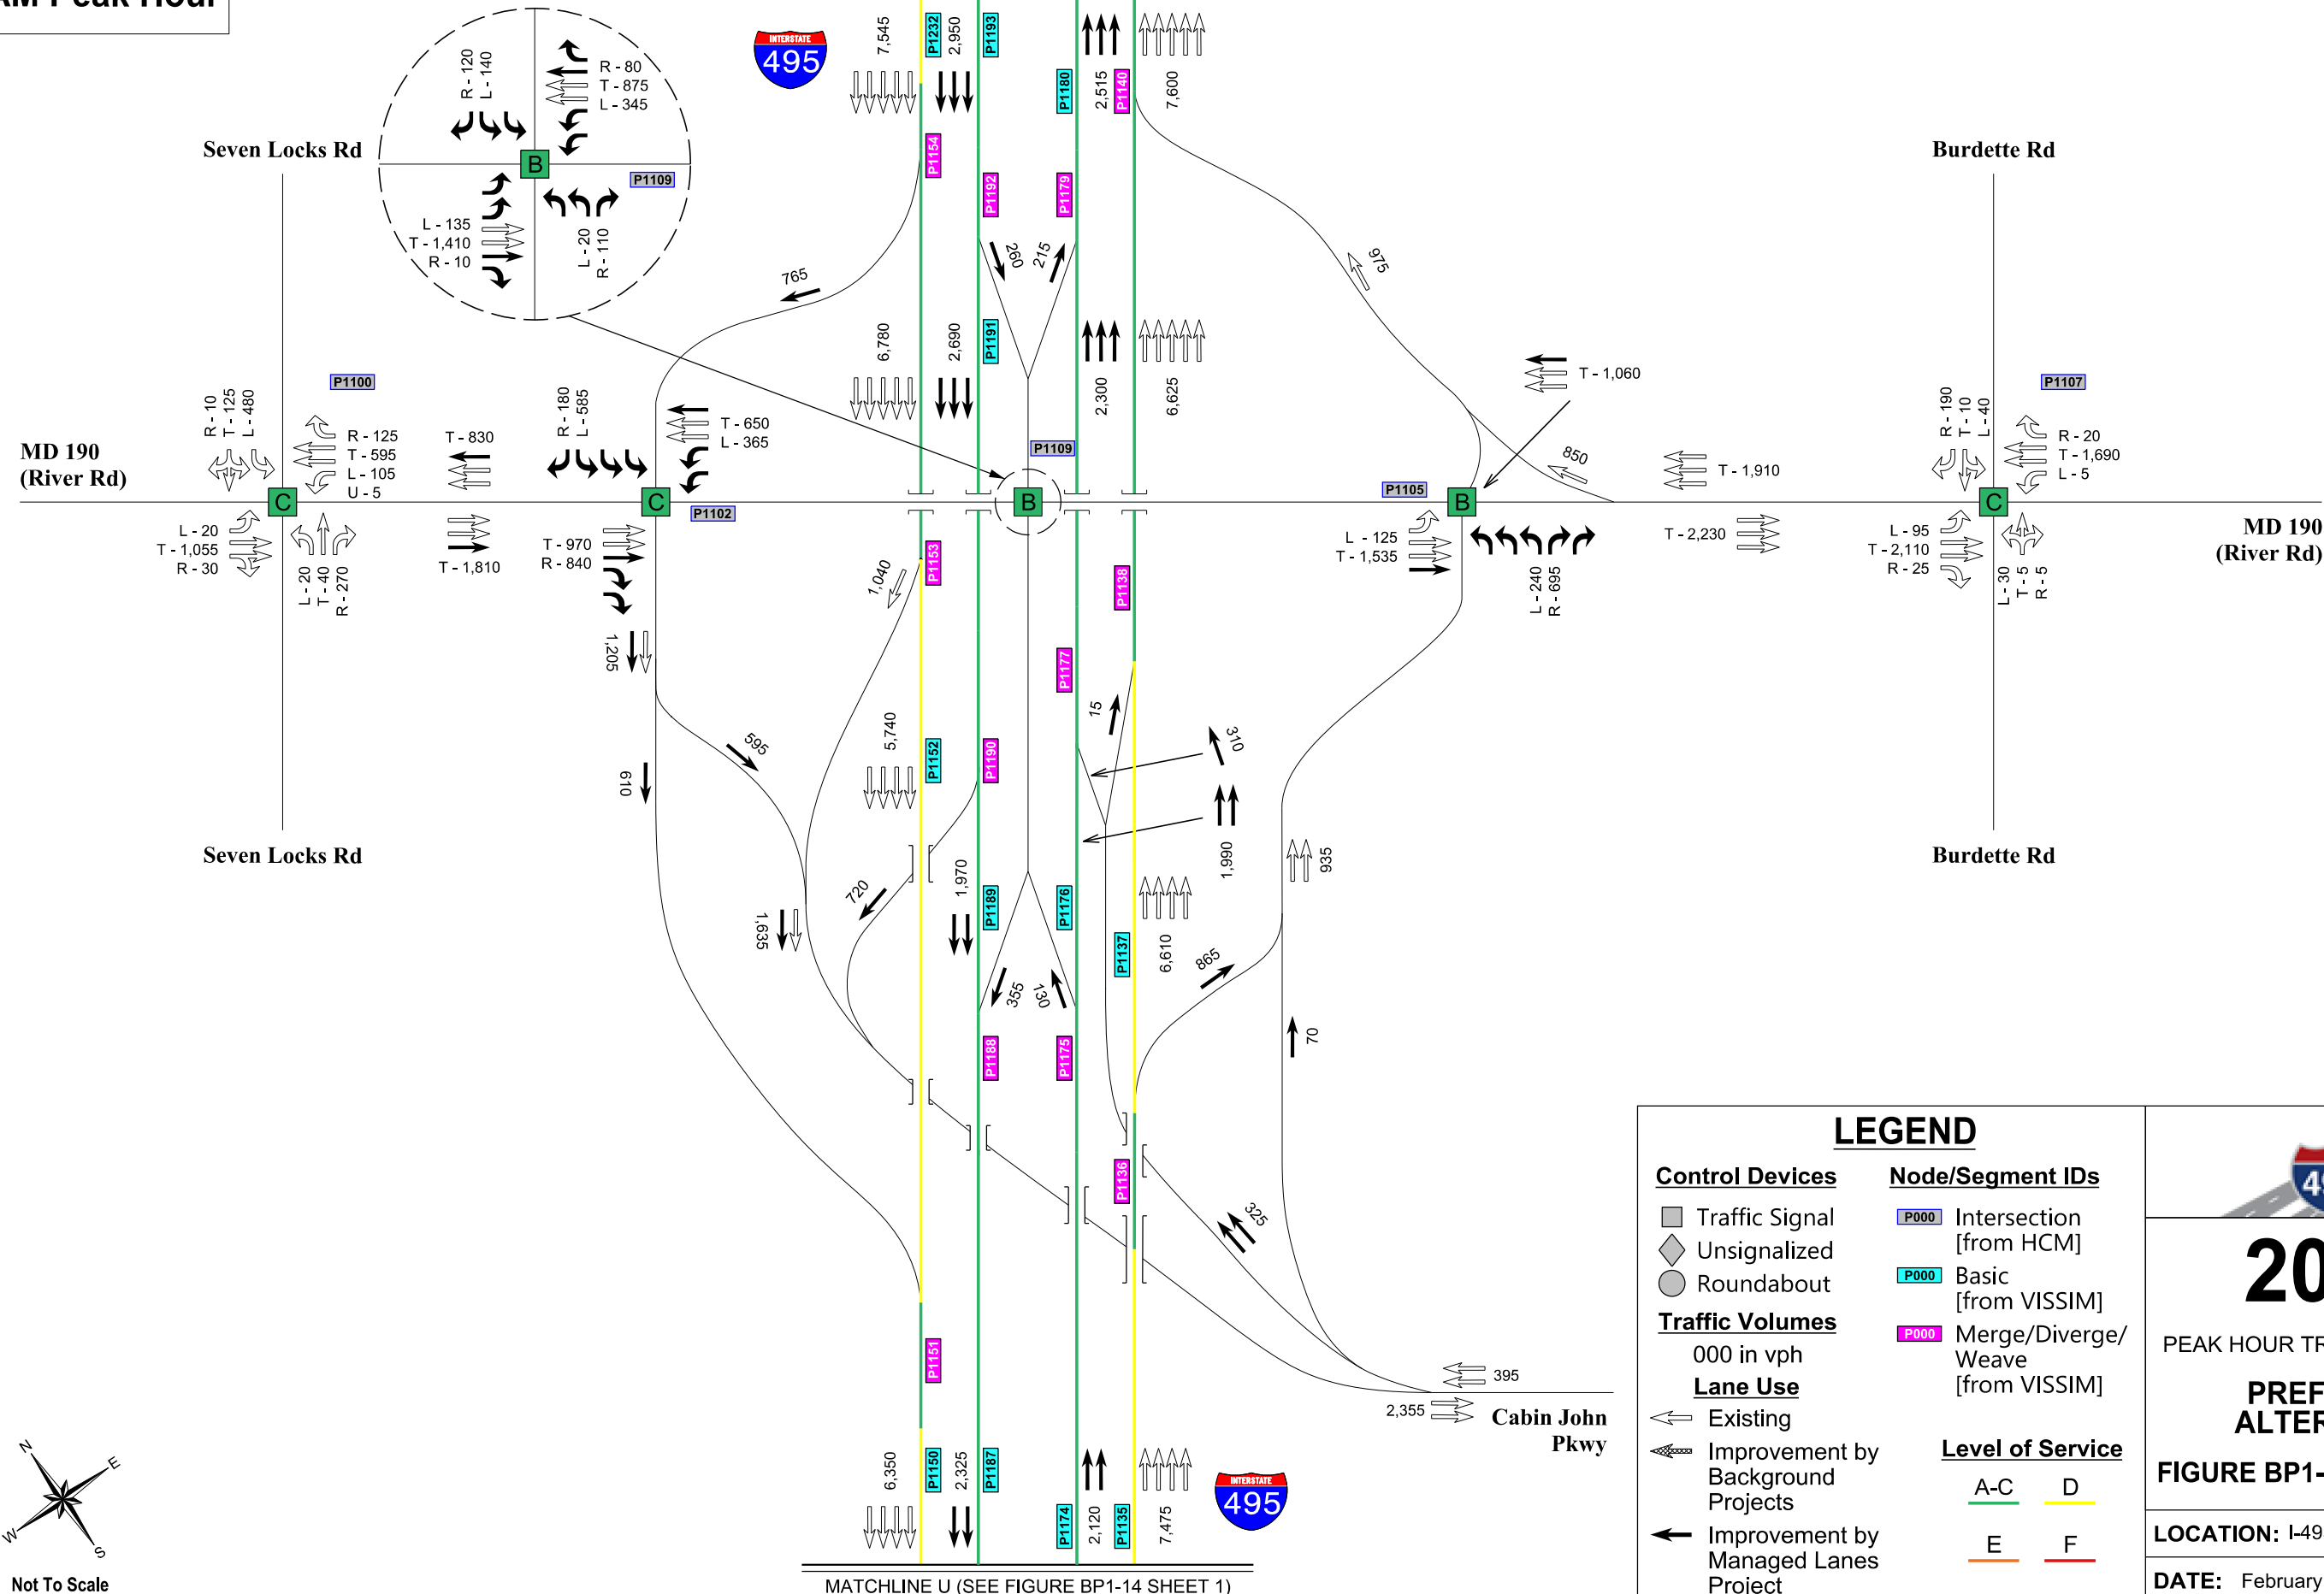 AM Peak Hour
INTERSTATE
495
7,545
P1232
2,950
P1193
P1180
2,515
P1140
7,600
R - 120
L - 140
R - 80
T - 875
L - 345
B
P1109
L - 135
T - 1,410
R - 10
L - 20
R - 110
Seven Locks Rd
Burdette Rd
P1154
P1192
P1179
260
215
765
975
6,780
2,690
P1191
2,300
6,625
P1100
R - 10
T - 125
L - 480
R - 125
T - 595
L - 105
U - 5
MD 190
(River Rd)
C
L - 20
T - 1,055
R - 30
L - 20
T - 40
R - 270
T - 830
T - 1,810
R - 180
L - 585
T - 650
L - 365
C
P1102
T - 970
R - 840
P1109
B
T - 1,060
P1105
B
850
L - 125
T - 1,535
L - 240
R - 695
T - 1,910
T - 2,230
P1107
R - 190
T - 10
L - 40
R - 20
T - 1,690
L - 5
C
L - 95
T - 2,110
R - 25
L - 30
T - 5
R - 5
MD 190
(River Rd)
1,040
P1153
P1138
1,205
P1177
595
610
5,740
P1152
P1190
15
310
1,990
Seven Locks Rd
Burdette Rd
720
1,970
P1189
P1176
935
1,635
P1137
6,610
865
355
130
P1188
P1175
70
P1136
325
P1151
395
2,355
Cabin John
Pkwy
6,350
P1150
2,325
P1187
P1174
2,120
P1135
7,475
INTERSTATE
495
MATCHLINE U (SEE FIGURE BP1-14 SHEET 1)
N
E
W
S
Not To Scale
LEGEND
Control Devices
Traffic Signal
Unsignalized
Roundabout
Traffic Volumes
000 in vph
Lane Use
Existing
Improvement by
Background
Projects
Improvement by
Managed Lanes
Project
Node/Segment IDs
P000 Intersection
[from HCM]
P000 Basic
[from VISSIM]
P000 Merge/Diverge/
Weave
[from VISSIM]
Level of Service
A-C D
E F
49
20
PEAK HOUR TR
PREF
ALTER
FIGURE BP1-
LOCATION: I-49
DATE: February